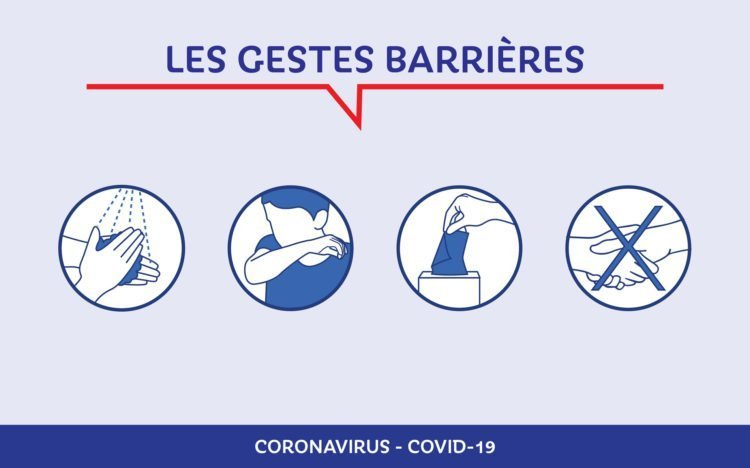 LES GESTES BARRIÈRES
CORONAVIRUS - COVID-19